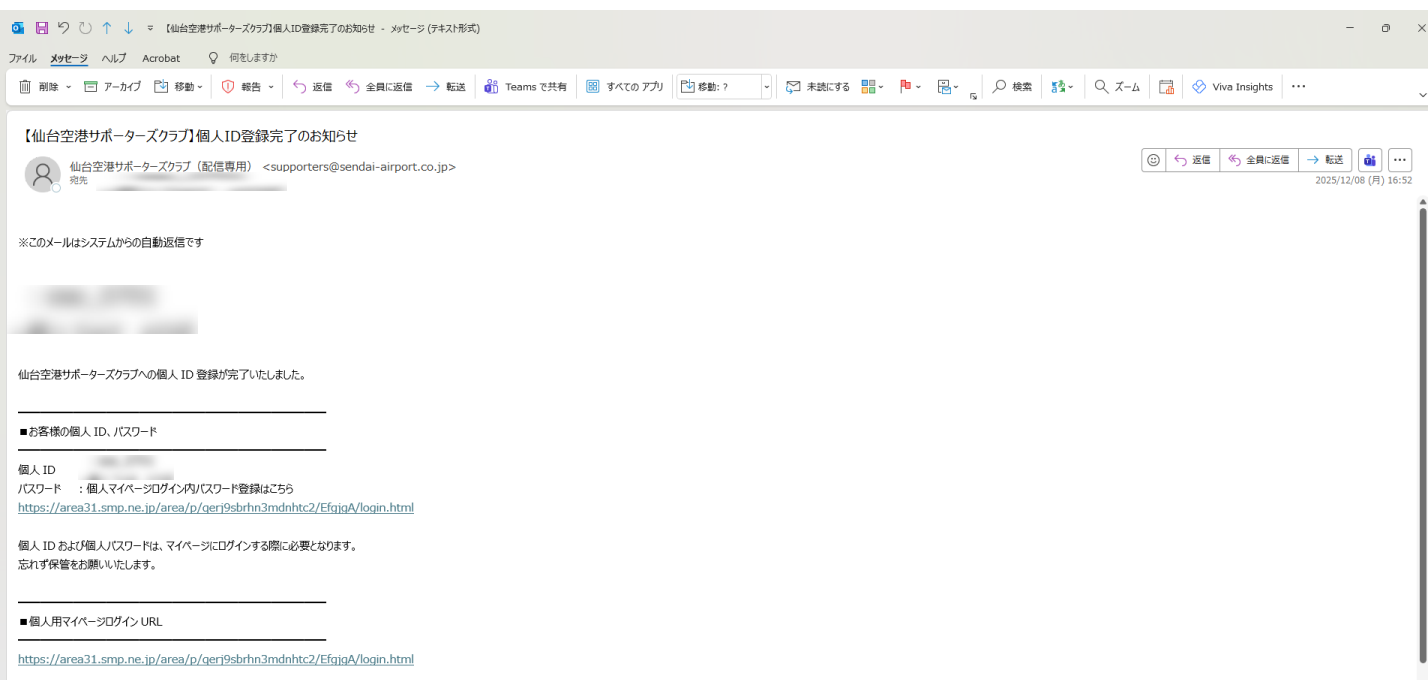 【仙台空港サポーターズクラブ】個人ID登録完了のお知らせ - メッセージ (テキスト形式)
ファイル メッセージ ヘルプ Acrobat 何をしますか
削除 アーカイブ 移動 報告 返信 全員に返信 転送 Teams で共有 すべてのアプリ 移動: ? 未読にする 検索 ズーム Viva Insights
【仙台空港サポーターズクラブ】個人ID登録完了のお知らせ
仙台空港サポーターズクラブ（配信専用） <supporters@sendai-airport.co.jp>
宛先
返信 全員に返信 転送
2025/12/08 (月) 16:52
※このメールはシステムからの自動返信です
仙台空港サポーターズクラブへの個人 ID 登録が完了いたしました。
■お客様の個人 ID、パスワード
個人 ID
パスワード ：個人マイページログイン内パスワード登録はこちら
https://area31.smp.ne.jp/area/p/qerj9sbrhn3mdnhtc2/EfgjgA/login.html
個人 ID および個人パスワードは、マイページにログインする際に必要となります。
忘れず保管をお願いいたします。
■個人用マイページログイン URL
https://area31.smp.ne.jp/area/p/qerj9sbrhn3mdnhtc2/EfgjgA/login.html